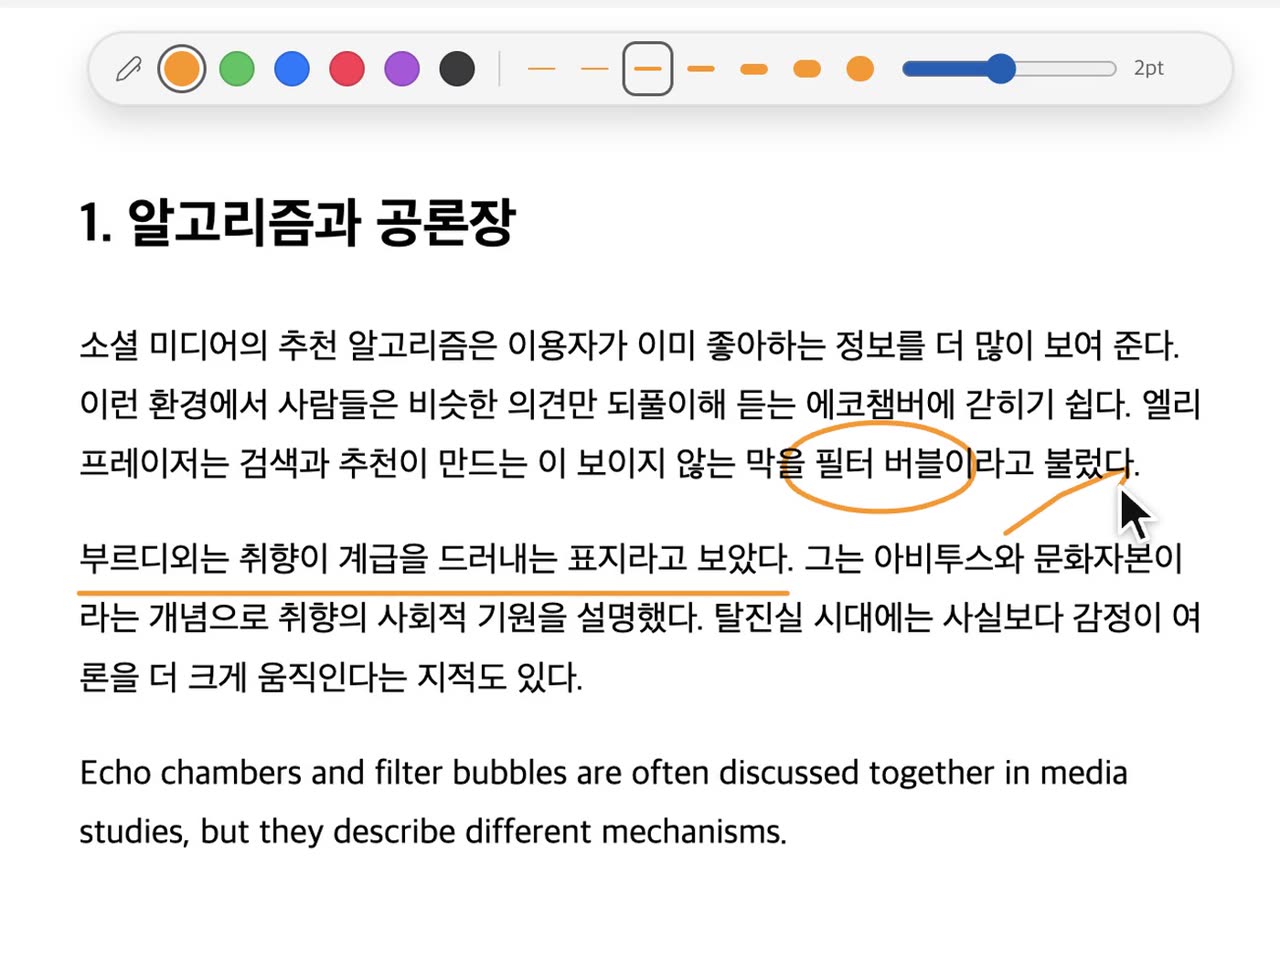 2pt
1. 알고리즘과 공론장
소셜 미디어의 추천 알고리즘은 이용자가 이미 좋아하는 정보를 더 많이 보여 준다.
이런 환경에서 사람들은 비슷한 의견만 되풀이해 듣는 에코챔버에 갇히기 쉽다. 엘리
프레이저는 검색과 추천이 만드는 이 보이지 않는 막을 필터 버블이라고 불렀다.
부르디외는 취향이 계급을 드러내는 표지라고 보았다. 그는 아비투스와 문화자본이
라는 개념으로 취향의 사회적 기원을 설명했다. 탈진실 시대에는 사실보다 감정이 여
론을 더 크게 움직인다는 지적도 있다.
Echo chambers and filter bubbles are often discussed together in media
studies, but they describe different mechanisms.